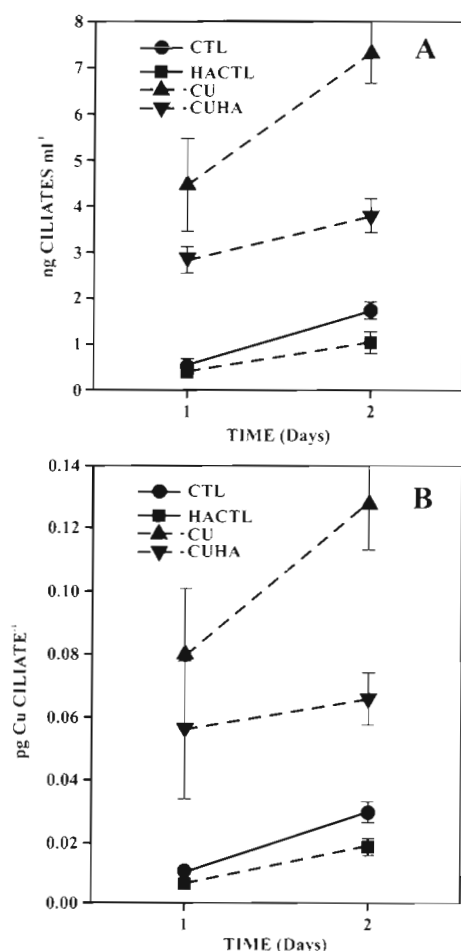 8
7
6
5
4
3
2
1
0
ng CILIATES ml⁻¹
CTL
HACTL
CU
CUHA
A
1
2
TIME (Days)
0.14
0.12
0.10
0.08
0.06
0.04
0.02
0.00
pg Cu CILIATE⁻¹
CTL
HACTL
CU
CUHA
B
1
2
TIME (Days)